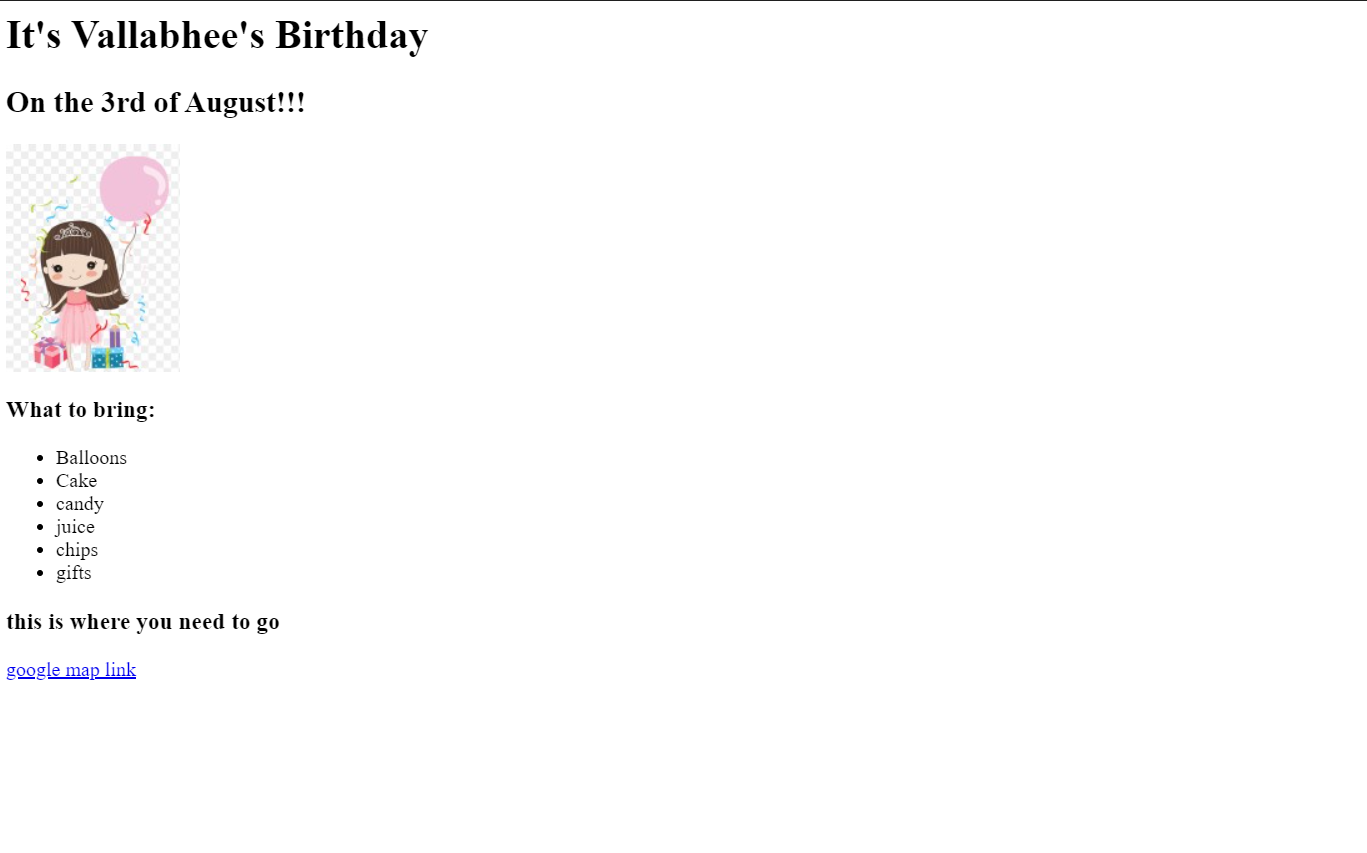 It's Vallabhee's Birthday
On the 3rd of August!!!
What to bring:
Balloons
Cake
candy
juice
chips
gifts
this is where you need to go
google map link